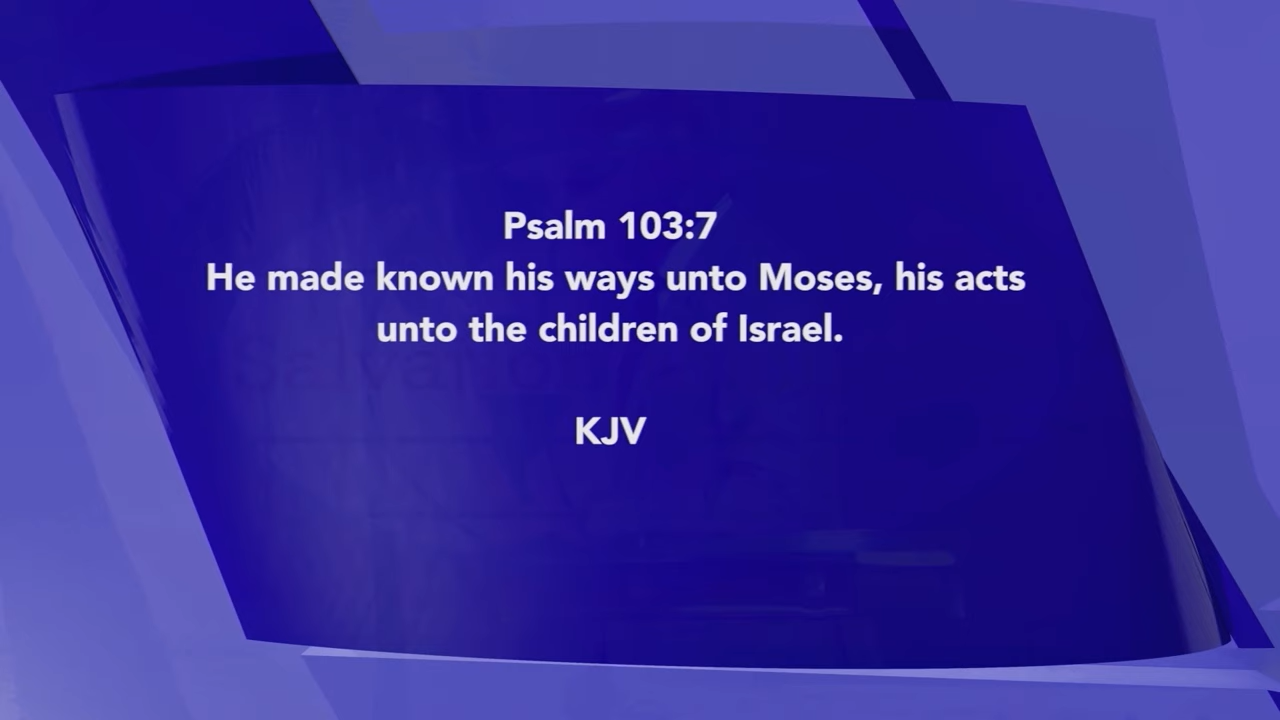 Psalm 103:7
He made known his ways unto Moses, his acts
unto the children of Israel.
KJV